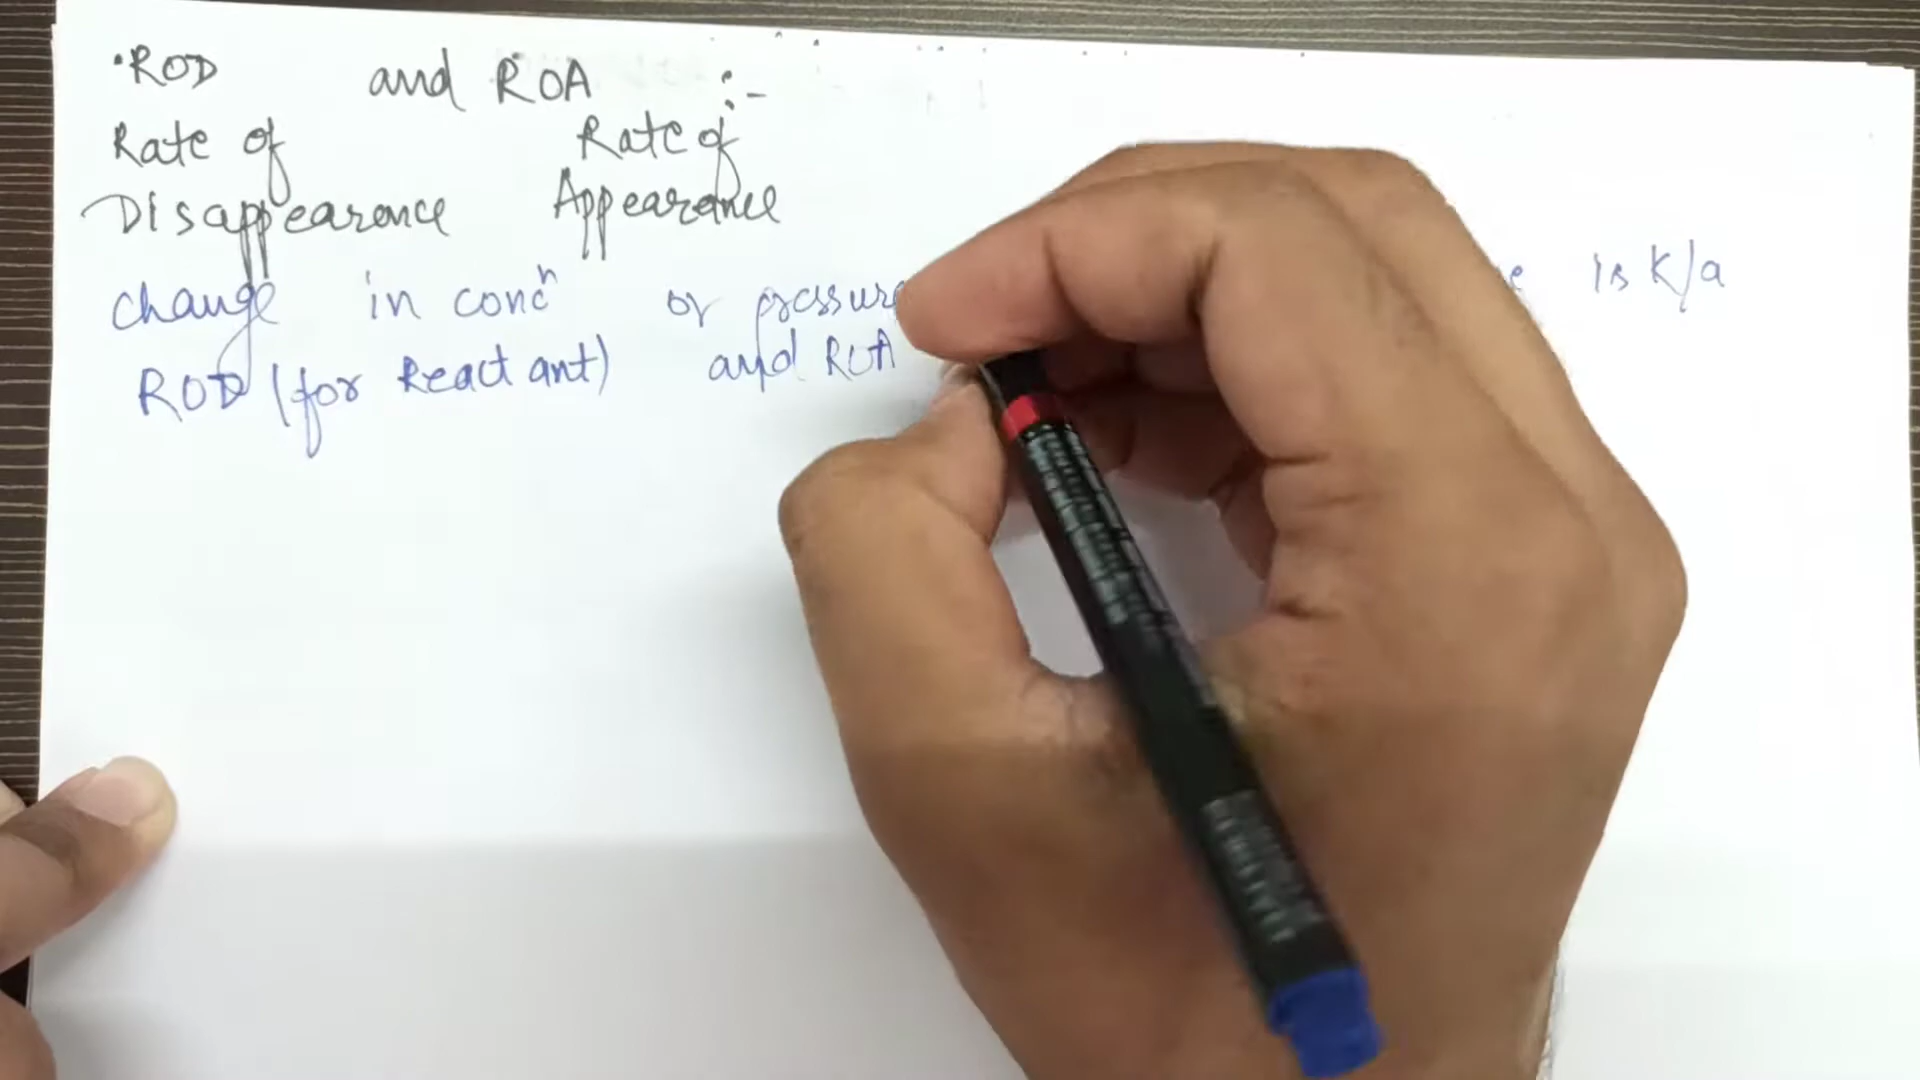 ·ROD and ROA :-
Rate of Rate of
Disappearence Appearance
change in concⁿ or pressure is k/a
ROD (for Reactant) and ROA